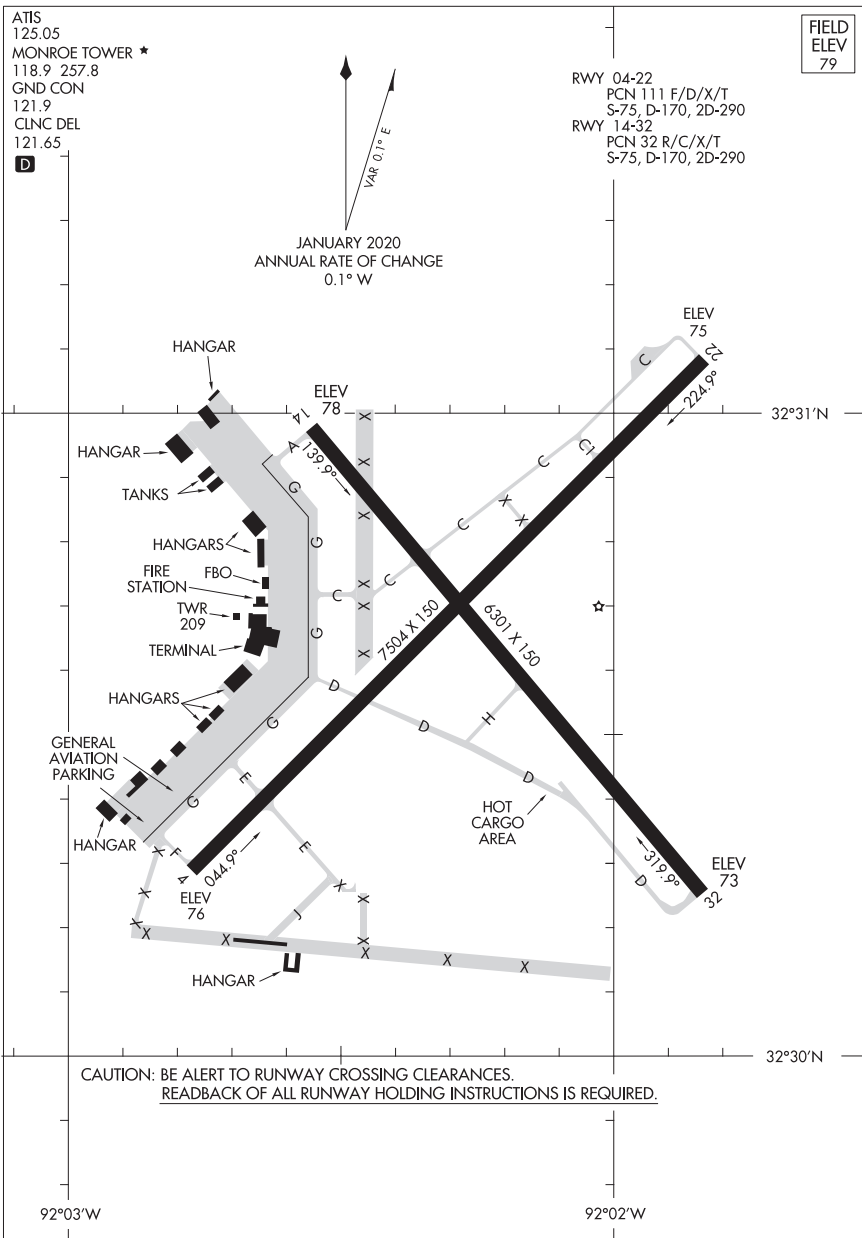 ATIS
125.05
MONROE TOWER ★
118.9 257.8
GND CON
121.9
CLNC DEL
121.65
D
FIELD
ELEV
79
RWY 04-22
PCN 111 F/D/X/T
S-75, D-170, 2D-290
RWY 14-32
PCN 32 R/C/X/T
S-75, D-170, 2D-290
VAR 0.1° E
JANUARY 2020
ANNUAL RATE OF CHANGE
0.1° W
ELEV
75
22
224.9°
C
HANGAR
ELEV
78
14
X
32°31'N
139.9°
A
C1
HANGAR
X
C
G
TANKS
X
X
X
C
HANGARS
G
FIRE
STATION
FBO
X
C
C
X
TWR
209
G
7504 X 150
6301 X 150
TERMINAL
X
D
HANGARS
G
D
H
GENERAL
AVIATION
PARKING
E
D
G
HOT
CARGO
AREA
HANGAR
X
F
E
4
044.9°
319.9°
D
ELEV
73
32
ELEV
76
X
X
X
J
X
X
X
X
X
X
X
X
HANGAR
32°30'N
CAUTION: BE ALERT TO RUNWAY CROSSING CLEARANCES.
READBACK OF ALL RUNWAY HOLDING INSTRUCTIONS IS REQUIRED.
92°03'W
92°02'W